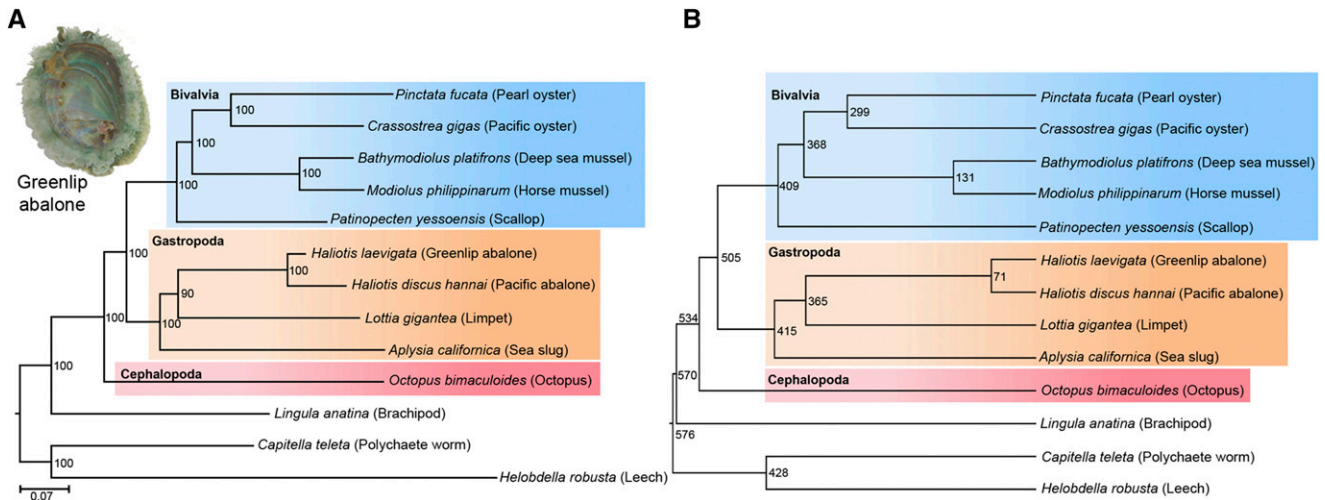 A
Greenlip
abalone
Bivalvia
Pinctata fucata (Pearl oyster)
100
Crassostrea gigas (Pacific oyster)
100
Bathymodiolus platifrons (Deep sea mussel)
100
Modiolus philippinarum (Horse mussel)
100
Patinopecten yessoensis (Scallop)
100
Gastropoda
Haliotis laevigata (Greenlip abalone)
100
Haliotis discus hannai (Pacific abalone)
90
Lottia gigantea (Limpet)
100
Aplysia californica (Sea slug)
100
Cephalopoda
Octopus bimaculoides (Octopus)
100
Lingula anatina (Brachipod)
Capitella teleta (Polychaete worm)
100
Helobdella robusta (Leech)
0.07
B
Bivalvia
Pinctata fucata (Pearl oyster)
299
Crassostrea gigas (Pacific oyster)
368
Bathymodiolus platifrons (Deep sea mussel)
131
409
Modiolus philippinarum (Horse mussel)
Patinopecten yessoensis (Scallop)
505
Gastropoda
Haliotis laevigata (Greenlip abalone)
71
Haliotis discus hannai (Pacific abalone)
365
534
Lottia gigantea (Limpet)
415
Aplysia californica (Sea slug)
570
Cephalopoda
Octopus bimaculoides (Octopus)
Lingula anatina (Brachipod)
576
Capitella teleta (Polychaete worm)
428
Helobdella robusta (Leech)